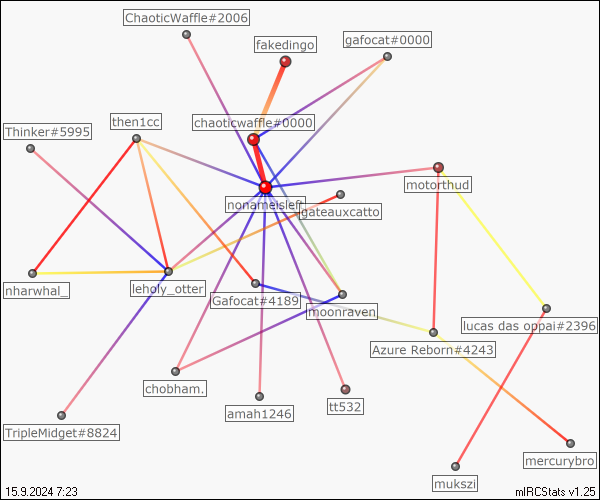 ChaoticWaffle#2006
fakedingo
gafocat#0000
then1cc
chaoticwaffle#0000
Thinker#5995
motorthud
nonameisleft
gateauxcatto
nharwhal_
leholy_otter
Gafocat#4189
moonraven
lucas das oppai#2396
Azure Reborn#4243
chobham.
amah1246
tt532
TripleMidget#8824
mercurybro
mukszi
15.9.2024 7:23
mIRCStats v1.25